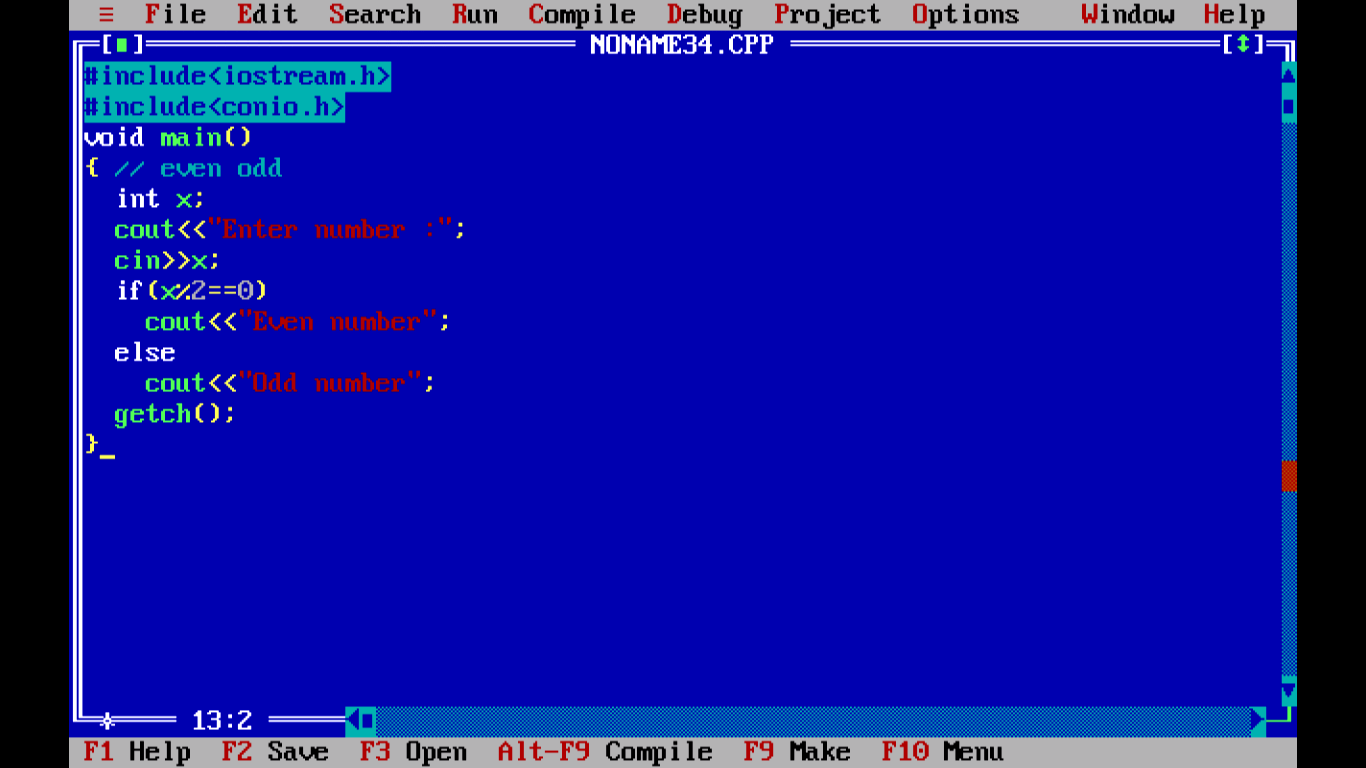 ≡ File Edit Search Run Compile Debug Project Options Window Help
[■] NONAME34.CPP [↕]
#include<iostream.h>
#include<conio.h>
void main()
{ // even odd
int x;
cout<<"Enter number :";
cin>>x;
if(x%2==0)
cout<<"Even number";
else
cout<<"Odd number";
getch();
}
13:2
F1 Help F2 Save F3 Open Alt-F9 Compile F9 Make F10 Menu